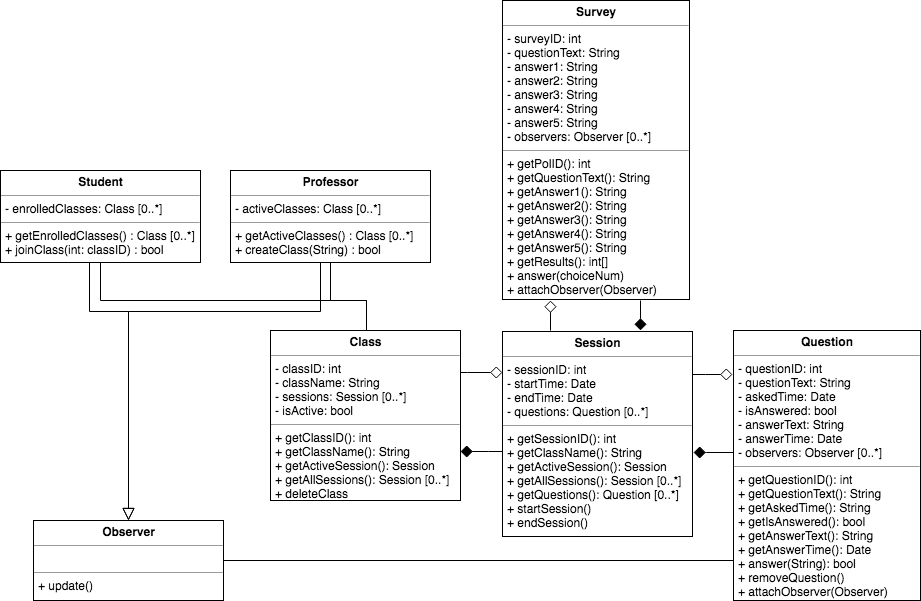 Survey
- surveyID: int
- questionText: String
- answer1: String
- answer2: String
- answer3: String
- answer4: String
- answer5: String
- observers: Observer [0..*]
+ getPollID(): int
+ getQuestionText(): String
+ getAnswer1(): String
+ getAnswer2(): String
+ getAnswer3(): String
+ getAnswer4(): String
+ getAnswer5(): String
+ getResults(): int[]
+ answer(choiceNum)
+ attachObserver(Observer)
Student
- enrolledClasses: Class [0..*]
+ getEnrolledClasses() : Class [0..*]
+ joinClass(int: classID) : bool
Professor
- activeClasses: Class [0..*]
+ getActiveClasses() : Class [0..*]
+ createClass(String) : bool
Class
- classID: int
- className: String
- sessions: Session [0..*]
- isActive: bool
+ getClassID(): int
+ getClassName(): String
+ getActiveSession(): Session
+ getAllSessions(): Session [0..*]
+ deleteClass
Session
- sessionID: int
- startTime: Date
- endTime: Date
- questions: Question [0..*]
+ getSessionID(): int
+ getClassName(): String
+ getActiveSession(): Session
+ getAllSessions(): Session [0..*]
+ getQuestions(): Question [0..*]
+ startSession()
+ endSession()
Question
- questionID: int
- questionText: String
- askedTime: Date
- isAnswered: bool
- answerText: String
- answerTime: Date
- observers: Observer [0..*]
+ getQuestionID(): int
+ getQuestionText(): String
+ getAskedTime(): String
+ getIsAnswered(): bool
+ getAnswerText(): String
+ getAnswerTime(): Date
+ answer(String): bool
+ removeQuestion()
+ attachObserver(Observer)
Observer
+ update()